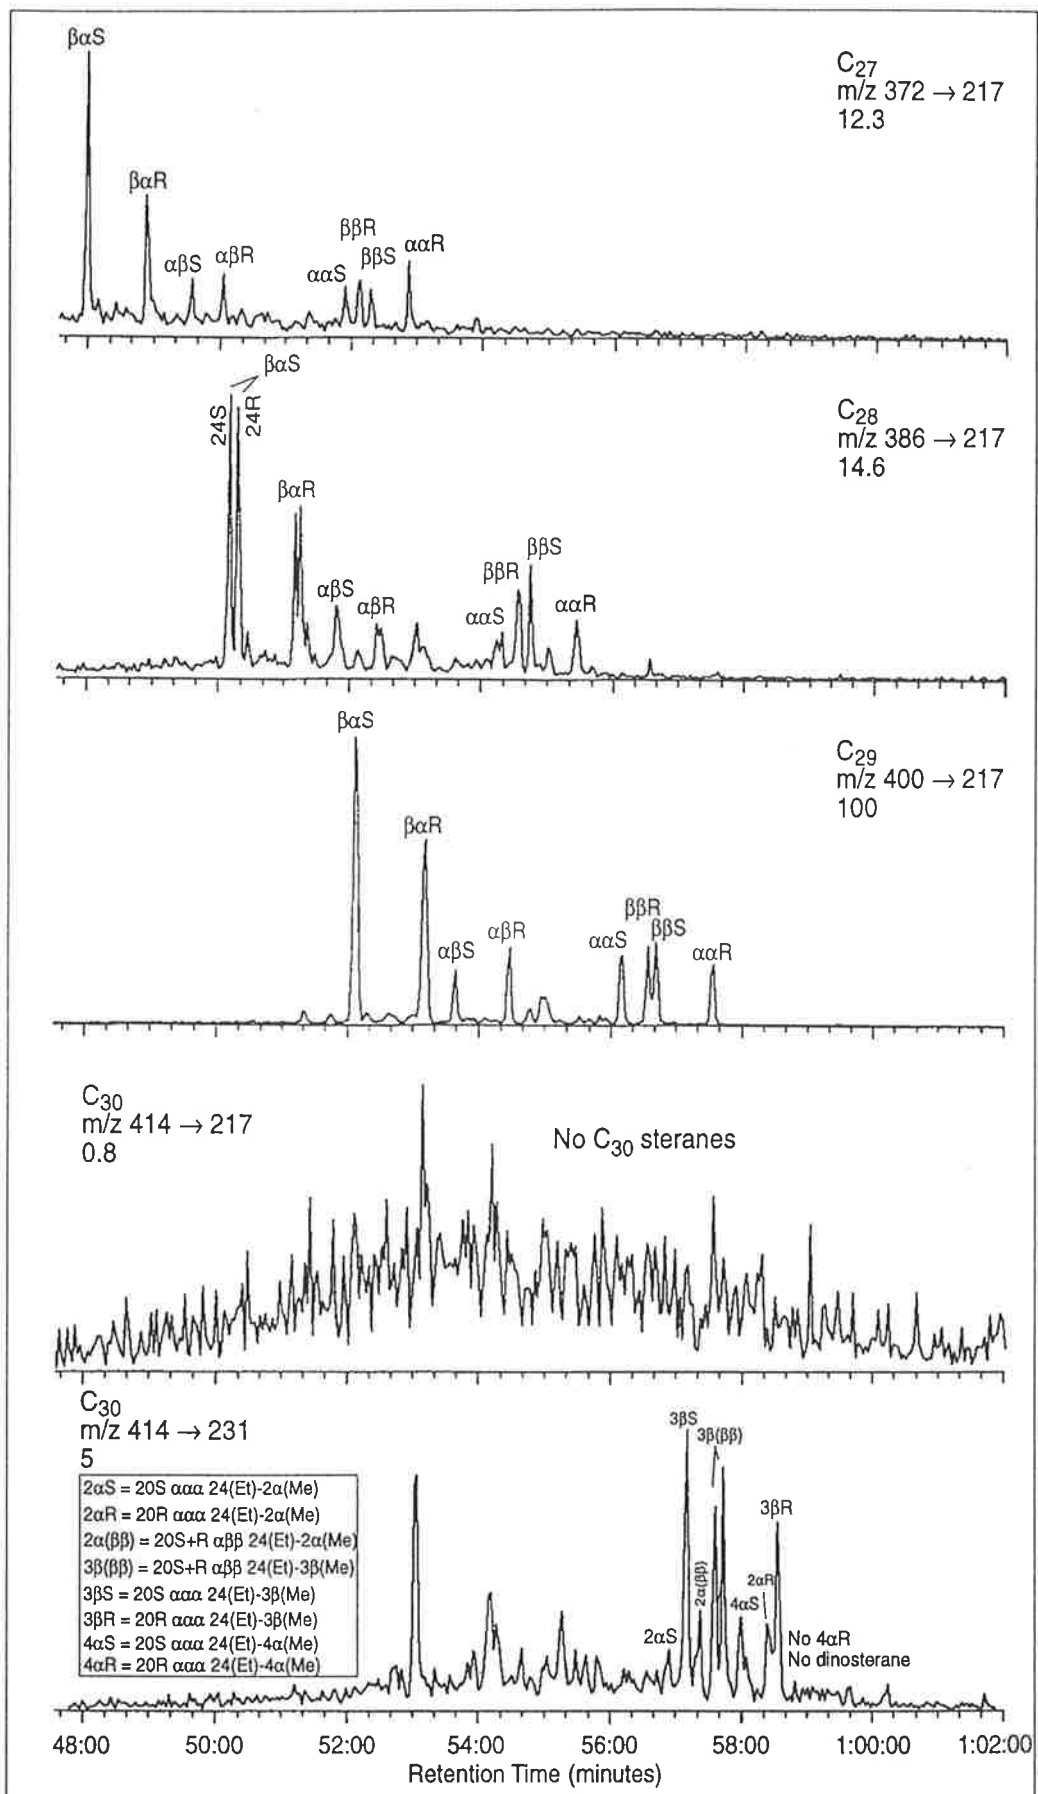 βαS
βαR
αβS
αβR
ααS
ββR
ββS
ααR
C27
m/z 372 → 217
12.3
24S
24R
βαS
βαR
αβS
αβR
ααS
ββR
ββS
ααR
C28
m/z 386 → 217
14.6
βαS
βαR
αβS
αβR
ααS
ββR
ββS
ααR
C29
m/z 400 → 217
100
C30
m/z 414 → 217
0.8
No C30 steranes
C30
m/z 414 → 231
5
2αS = 20S ααα 24(Et)-2α(Me)
2αR = 20R ααα 24(Et)-2α(Me)
2α(ββ) = 20S+R αββ 24(Et)-2α(Me)
3β(ββ) = 20S+R αββ 24(Et)-3β(Me)
3βS = 20S ααα 24(Et)-3β(Me)
3βR = 20R ααα 24(Et)-3β(Me)
4αS = 20S ααα 24(Et)-4α(Me)
4αR = 20R ααα 24(Et)-4α(Me)
2αS
3βS
2α(ββ)
3β(ββ)
4αS
2αR
3βR
No 4αR
No dinosterane
48:00 50:00 52:00 54:00 56:00 58:00 1:00:00 1:02:00
Retention Time (minutes)